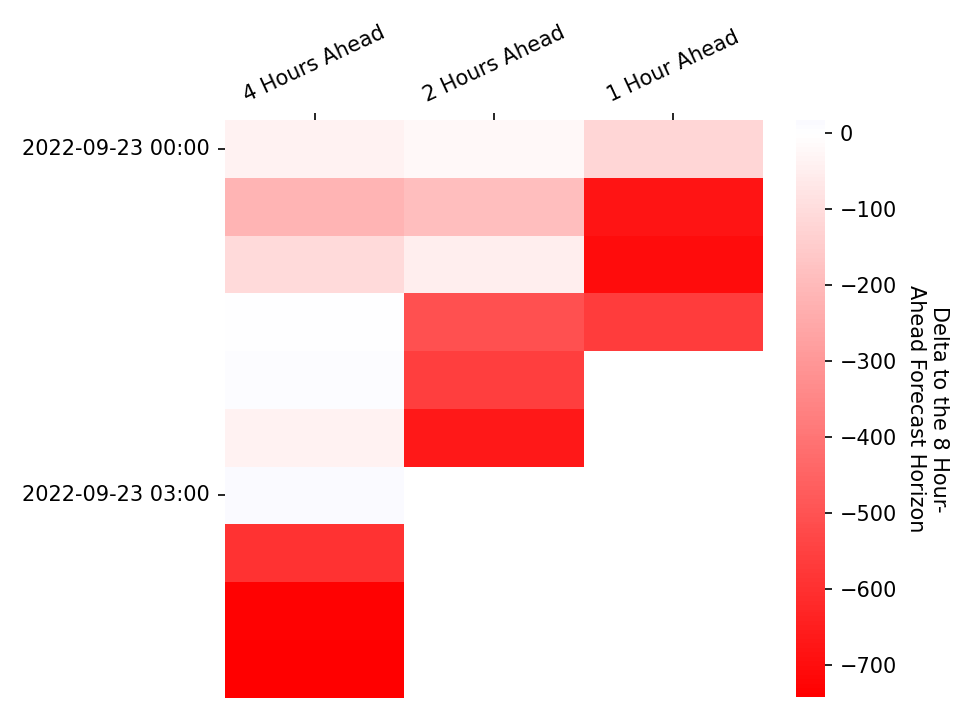 4 Hours Ahead
2 Hours Ahead
1 Hour Ahead
2022-09-23 00:00
2022-09-23 03:00
0
−100
−200
−300
−400
−500
−600
−700
Delta to the 8 Hour-
Ahead Forecast Horizon